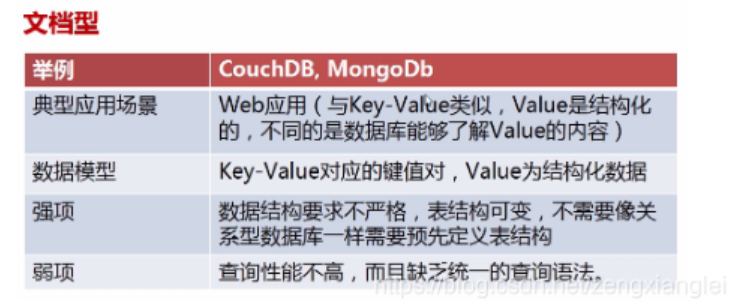 文档型
举例 CouchDB, MongoDb
典型应用场景 Web应用（与Key-Value类似，Value是结构化
的，不同的是数据库能够了解Value的内容）
数据模型 Key-Value对应的键值对，Value为结构化数据
强项 数据结构要求不严格，表结构可变，不需要像关
系型数据库一样需要预先定义表结构
弱项 查询性能不高，而且缺乏统一的查询语法。
https://blog.csdn.net/zengxianglei